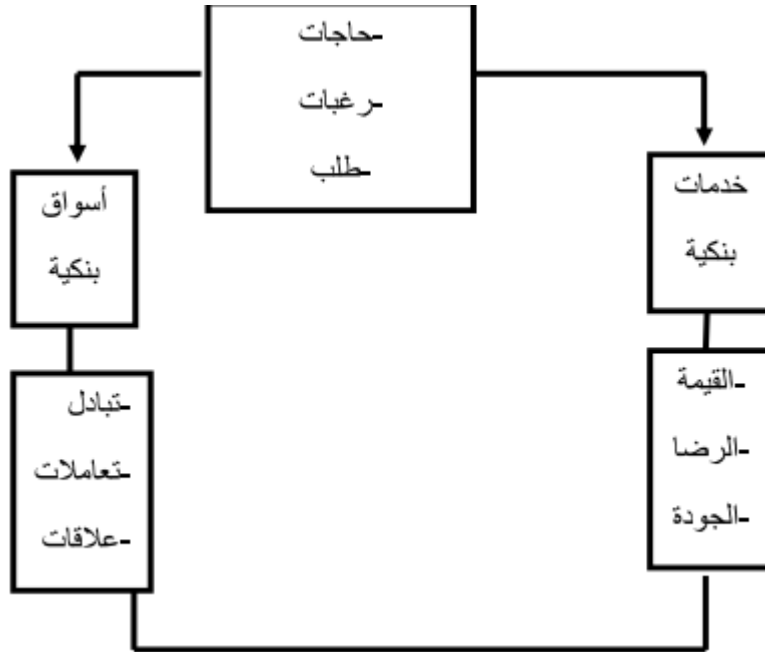 -حاجات
-رغبات
-طلب
خدمات
بنكية
أسواق
بنكية
-القيمة
-الرضا
-الجودة
-تبادل
-تعاملات
-علاقات